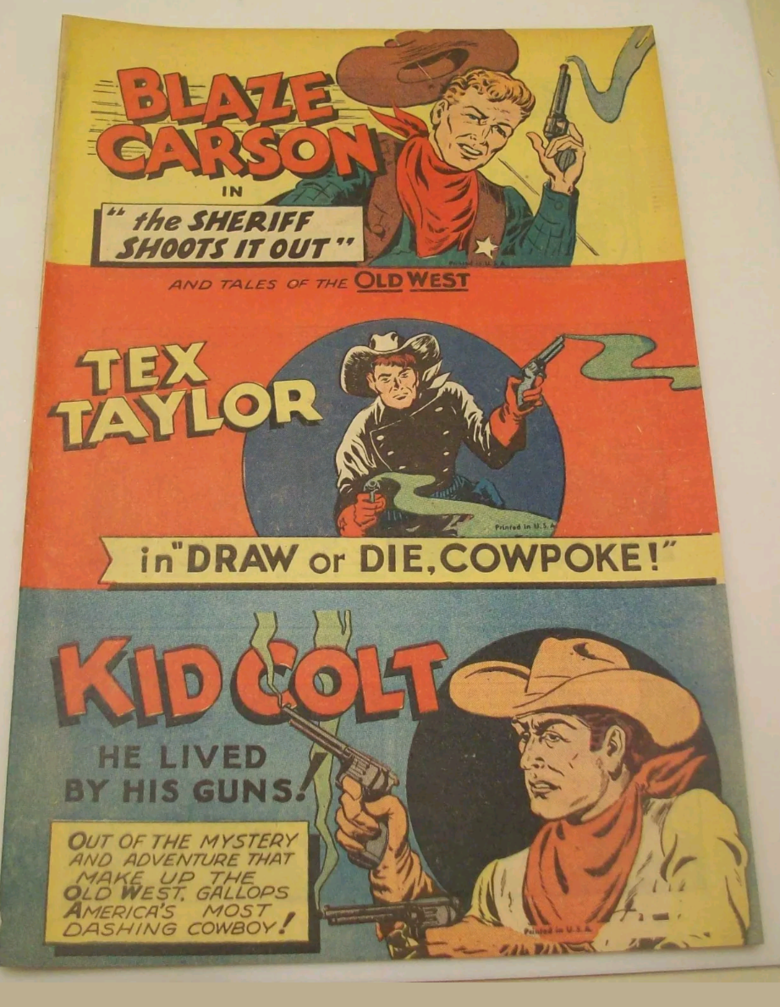 BLAZE
CARSON
IN
"the SHERIFF
SHOOTS IT OUT"
Printed in U.S.A.
AND TALES OF THE OLD WEST
TEX
TAYLOR
Printed in U.S.A.
in "DRAW or DIE, COWPOKE!"
KID COLT
HE LIVED
BY HIS GUNS!
OUT OF THE MYSTERY
AND ADVENTURE THAT
MAKE UP THE
OLD WEST, GALLOPS
AMERICA'S MOST
DASHING COWBOY!
Printed in U.S.A.